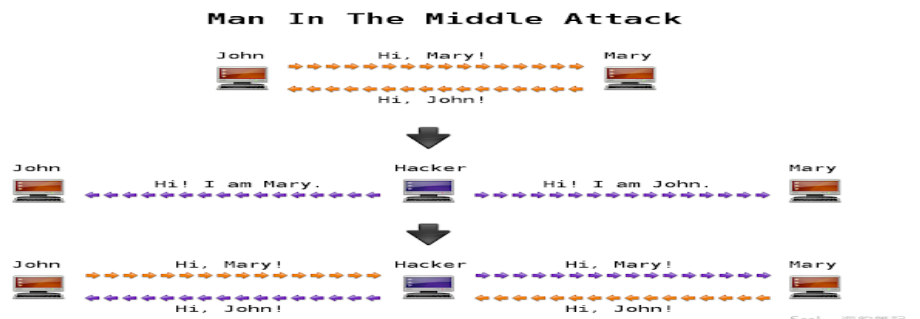 Man In The Middle Attack
John Hi, Mary! Mary
Hi, John!
John Hacker Mary
Hi! I am Mary. Hi! I am John.
John Hi, Mary! Hacker Hi, Mary! Mary
Hi, John! Hi, John!